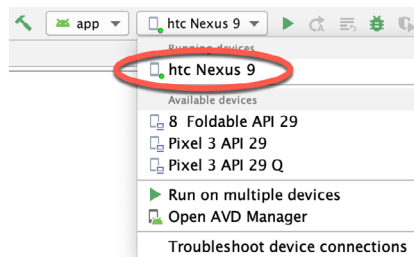 app htc Nexus 9
Running devices
htc Nexus 9
Available devices
8 Foldable API 29
Pixel 3 API 29
Pixel 3 API 29 Q
Run on multiple devices
Open AVD Manager
Troubleshoot device connections